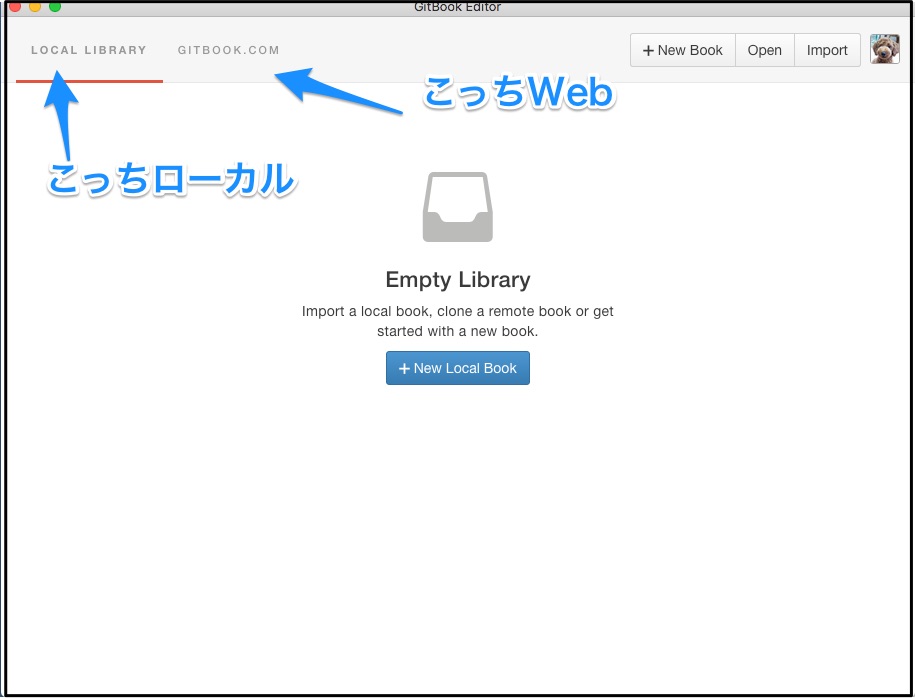 GitBook Editor
LOCAL LIBRARY GITBOOK.COM + New Book Open Import
こっちWeb
こっちローカル
Empty Library
Import a local book, clone a remote book or get
started with a new book.
+ New Local Book